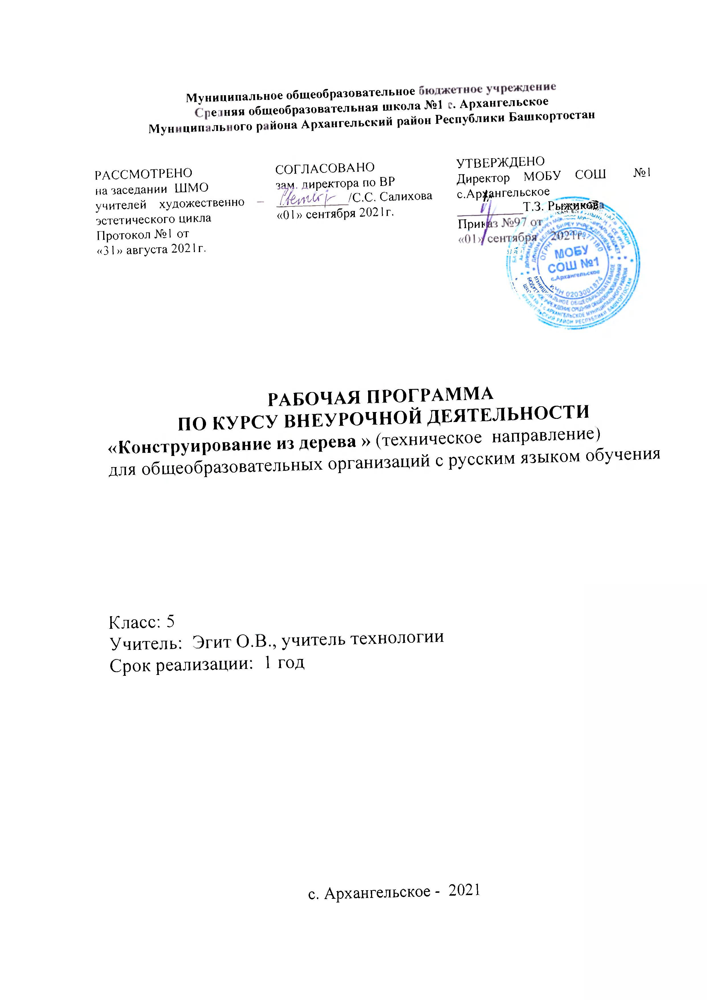 Муниципальное общеобразовательное бюджетное учреждение
Средняя общеобразовательная школа №1 с. Архангельское
Муниципального района Архангельский район Республики Башкортостан
РАССМОТРЕНО
на заседании ШМО
учителей художественно –
эстетического цикла
Протокол №1 от
«31» августа 2021г.
СОГЛАСОВАНО
зам. директора по ВР
____________/С.С. Салихова
«01» сентября 2021г.
УТВЕРЖДЕНО
Директор МОБУ СОШ №1
с.Архангельское
___________Т.З. Рыжикова
Приказ №97 от
«01» сентября 2021г.
МОБУ
СОШ №1
с.Архангельское
ИНН 0203001874
РАБОЧАЯ ПРОГРАММА
ПО КУРСУ ВНЕУРОЧНОЙ ДЕЯТЕЛЬНОСТИ
«Конструирование из дерева » (техническое направление)
для общеобразовательных организаций с русским языком обучения
Класс: 5
Учитель: Эгит О.В., учитель технологии
Срок реализации: 1 год
с. Архангельское - 2021